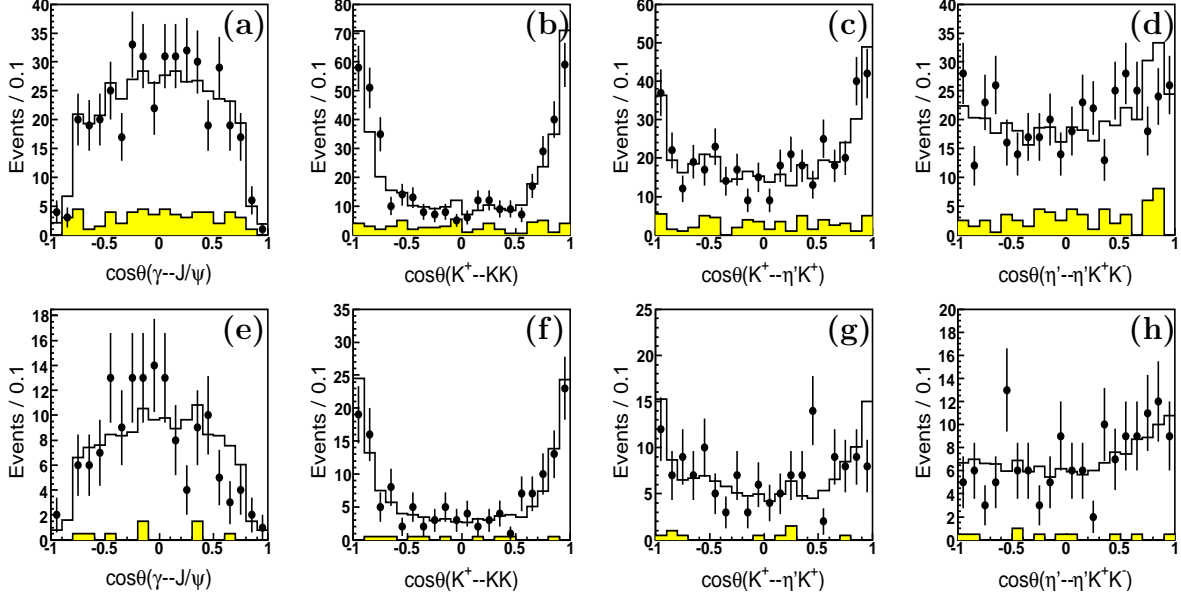 (a) (b) (c) (d)
Events / 0.1 Events / 0.1 Events / 0.1 Events / 0.1
40 35 30 25 20 15 10 5 0
80 70 60 50 40 30 20 10 0
60 50 40 30 20 10 0
40 35 30 25 20 15 10 5 0
-1 -0.5 0 0.5 1 -1 -0.5 0 0.5 1 -1 -0.5 0 0.5 1 -1 -0.5 0 0.5 1
cosθ(γ--J/ψ) cosθ(K⁺--KK) cosθ(K⁺--η'K⁺) cosθ(η'--η'K⁺K⁻)
(e) (f) (g) (h)
Events / 0.1 Events / 0.1 Events / 0.1 Events / 0.1
18 16 14 12 10 8 6 4 2 0
35 30 25 20 15 10 5 0
25 20 15 10 5 0
20 18 16 14 12 10 8 6 4 2 0
-1 -0.5 0 0.5 1 -1 -0.5 0 0.5 1 -1 -0.5 0 0.5 1 -1 -0.5 0 0.5 1
cosθ(γ--J/ψ) cosθ(K⁺--KK) cosθ(K⁺--η'K⁺) cosθ(η'--η'K⁺K⁻)